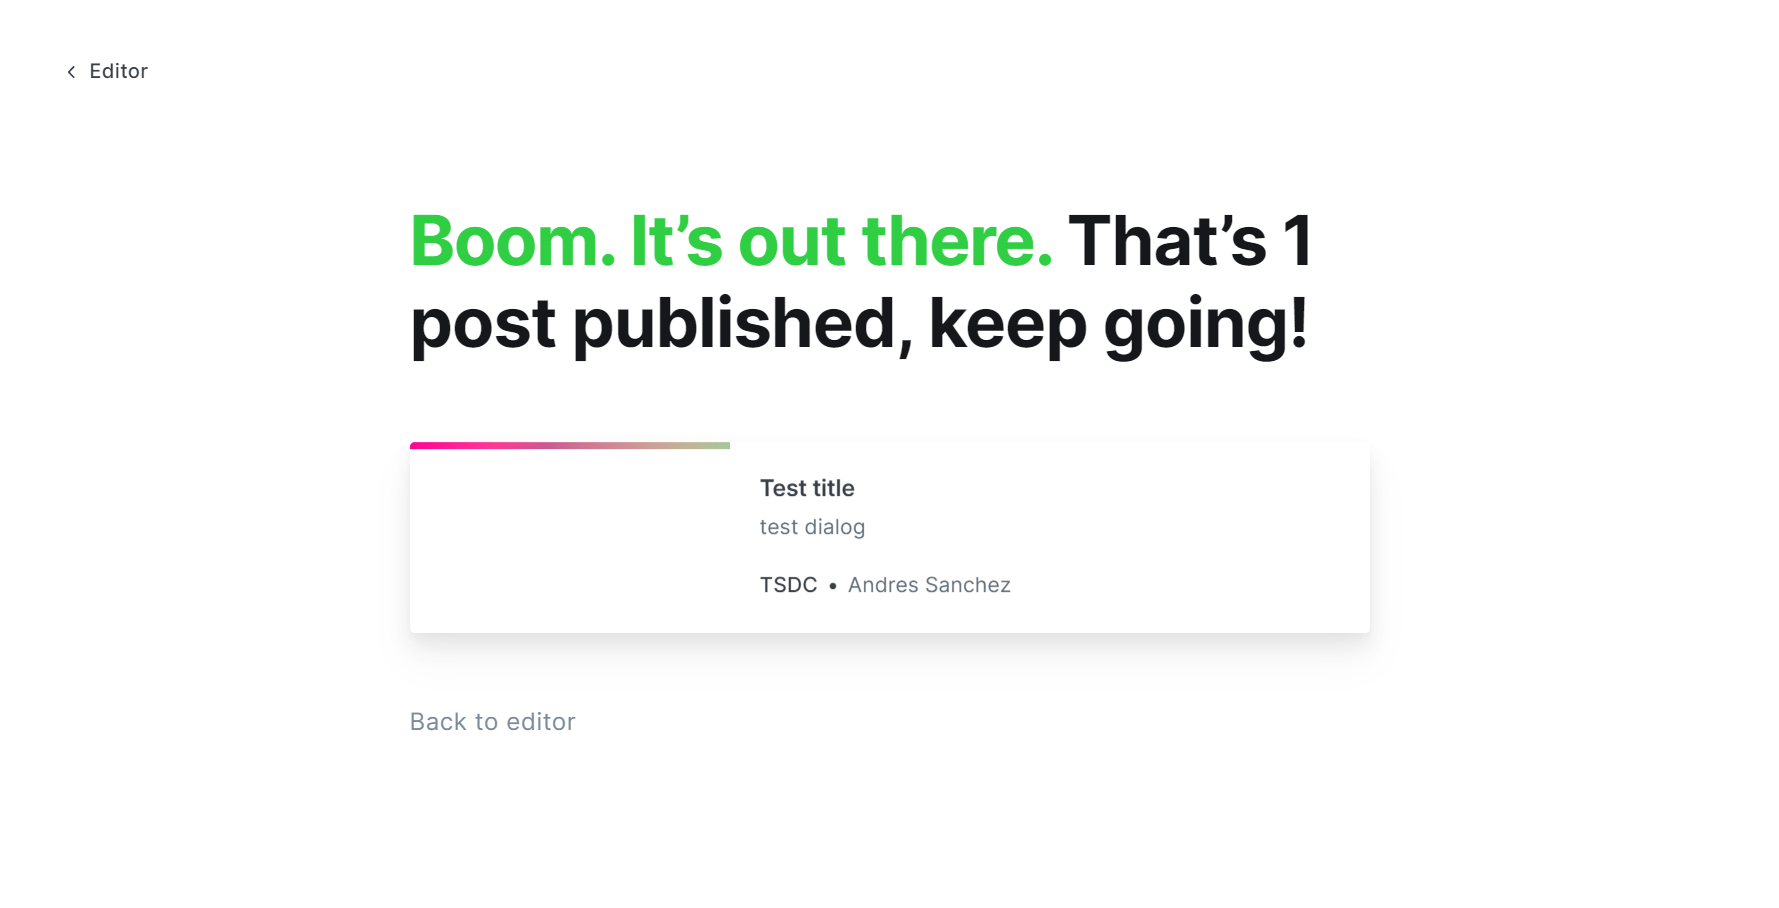 Editor
Boom. It’s out there. That’s 1
post published, keep going!
Test title
test dialog
TSDC • Andres Sanchez
Back to editor